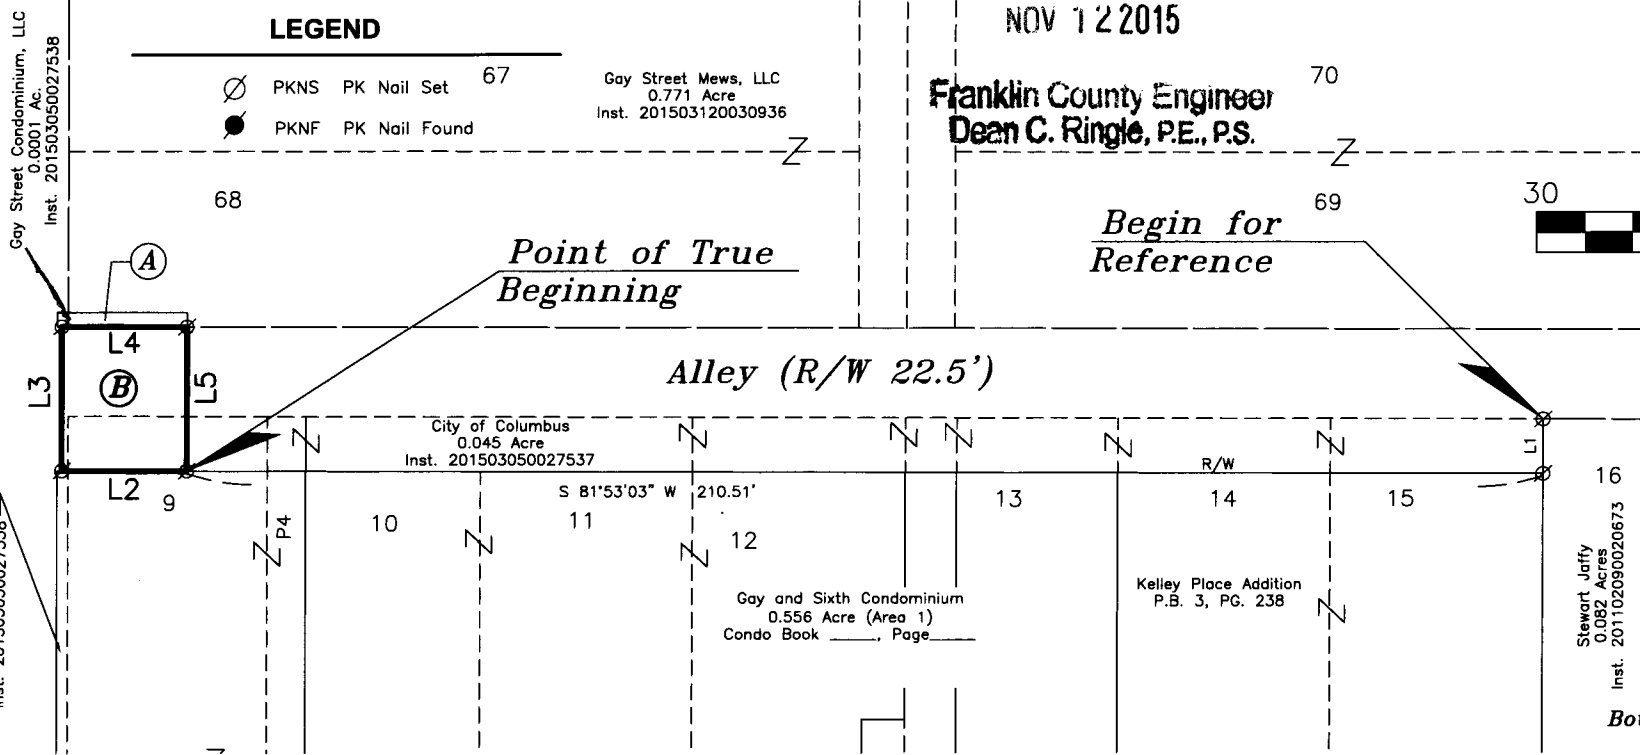 LEGEND
PKNS PK Nail Set
PKNF PK Nail Found
Gay Street Condominium, LLC
0.0001 Ac.
Inst. 201503050027538
67
Gay Street Mews, LLC
0.771 Acre
Inst. 201503120030936
NOV 12 2015
Franklin County Engineer
Dean C. Ringle, P.E., P.S.
70
68
69
30
A
Point of True
Beginning
Begin for
Reference
L4
L3
B
L5
L2
Alley (R/W 22.5')
City of Columbus
0.045 Acre
Inst. 201503050027537
R/W
L1
S 81°53'03" W 210.51'
9
P4
10
11
12
13
14
15
16
Gay and Sixth Condominium
0.556 Acre (Area 1)
Condo Book _____, Page_____
Kelley Place Addition
P.B. 3, PG. 238
Stewart Jaffy
0.082 Acres
Inst. 201102090020673